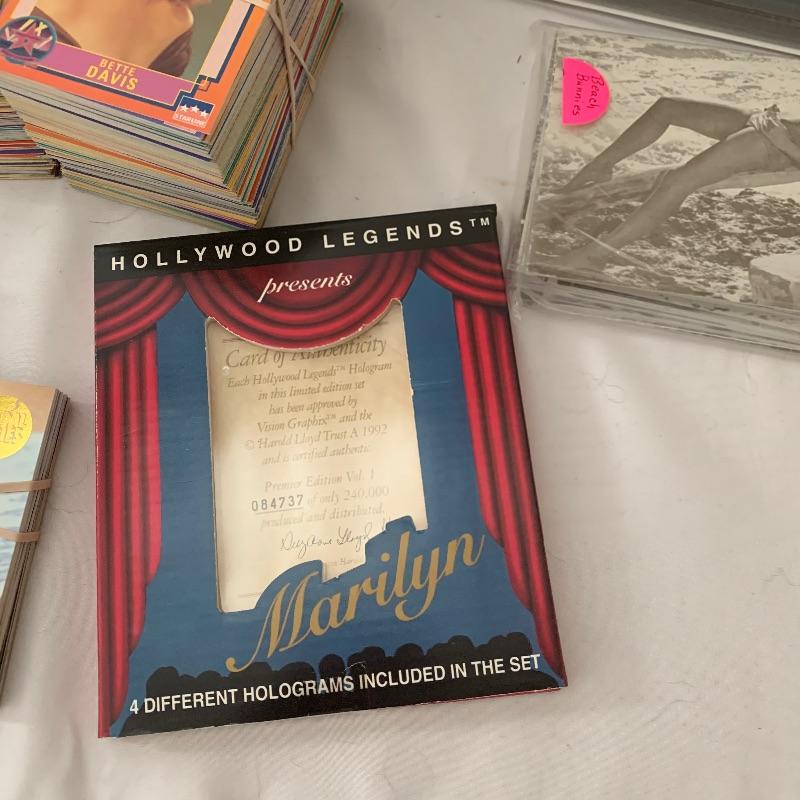 BETTE
DAVIS
STARLINE
Beach
Bunnies
HOLLYWOOD LEGENDS™
presents
Card of Authenticity
Each Hollywood Legends™ Hologram
in this limited edition set
has been approved by
Vision Graphix™ and the
© Harold Lloyd Trust A 1992
and is certified authentic.
Premier Edition Vol. 1
084737 of only 240,000
produced and distributed.
Marilyn
4 DIFFERENT HOLOGRAMS INCLUDED IN THE SET